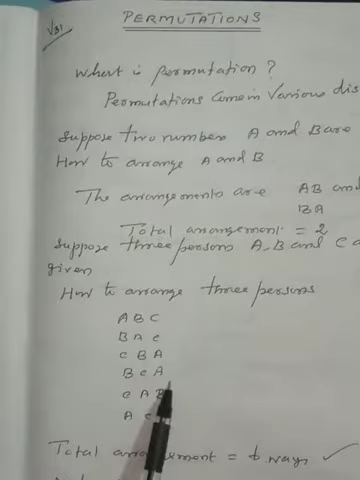 V31
PERMUTATIONS
What is permutation ?
Permutations come in Various dis
Suppose two numbers A and B are
How to arrange A and B
The arrangements are AB and
BA
Total arrangement = 2
Suppose three persons A, B and C a
given
How to arrange three persons
A B C
B A C
C B A
B C A
C A B
A C
Total arrangement = 6 ways ✓